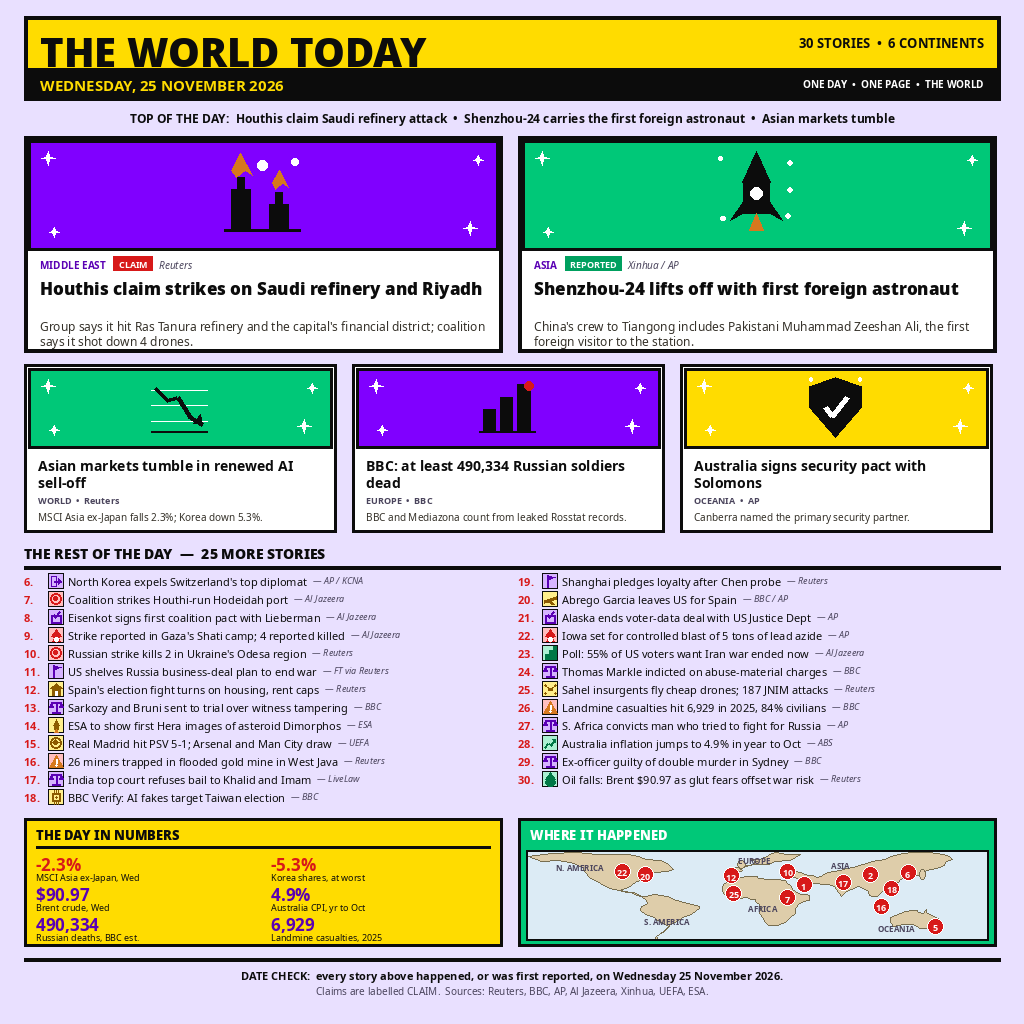 THE WORLD TODAY
30 STORIES • 6 CONTINENTS
WEDNESDAY, 25 NOVEMBER 2026
ONE DAY • ONE PAGE • THE WORLD
TOP OF THE DAY: Houthis claim Saudi refinery attack • Shenzhou-24 carries the first foreign astronaut • Asian markets tumble
MIDDLE EAST CLAIM Reuters
Houthis claim strikes on Saudi refinery and Riyadh
Group says it hit Ras Tanura refinery and the capital's financial district; coalition
says it shot down 4 drones.
ASIA REPORTED Xinhua / AP
Shenzhou-24 lifts off with first foreign astronaut
China's crew to Tiangong includes Pakistani Muhammad Zeeshan Ali, the first
foreign visitor to the station.
Asian markets tumble in renewed AI
sell-off
WORLD • Reuters
MSCI Asia ex-Japan falls 2.3%; Korea down 5.3%.
BBC: at least 490,334 Russian soldiers
dead
EUROPE • BBC
BBC and Mediazona count from leaked Rosstat records.
Australia signs security pact with
Solomons
OCEANIA • AP
Canberra named the primary security partner.
THE REST OF THE DAY — 25 MORE STORIES
6. North Korea expels Switzerland's top diplomat — AP / KCNA
7. Coalition strikes Houthi-run Hodeidah port — Al Jazeera
8. Eisenkot signs first coalition pact with Lieberman — Al Jazeera
9. Strike reported in Gaza's Shati camp; 4 reported killed — Al Jazeera
10. Russian strike kills 2 in Ukraine's Odesa region — Reuters
11. US shelves Russia business-deal plan to end war — FT via Reuters
12. Spain's election fight turns on housing, rent caps — Reuters
13. Sarkozy and Bruni sent to trial over witness tampering — BBC
14. ESA to show first Hera images of asteroid Dimorphos — ESA
15. Real Madrid hit PSV 5-1; Arsenal and Man City draw — UEFA
16. 26 miners trapped in flooded gold mine in West Java — Reuters
17. India top court refuses bail to Khalid and Imam — LiveLaw
18. BBC Verify: AI fakes target Taiwan election — BBC
19. Shanghai pledges loyalty after Chen probe — Reuters
20. Abrego Garcia leaves US for Spain — BBC / AP
21. Alaska ends voter-data deal with US Justice Dept — AP
22. Iowa set for controlled blast of 5 tons of lead azide — AP
23. Poll: 55% of US voters want Iran war ended now — Al Jazeera
24. Thomas Markle indicted on abuse-material charges — BBC
25. Sahel insurgents fly cheap drones; 187 JNIM attacks — Reuters
26. Landmine casualties hit 6,929 in 2025, 84% civilians — BBC
27. S. Africa convicts man who tried to fight for Russia — AP
28. Australia inflation jumps to 4.9% in year to Oct — ABS
29. Ex-officer guilty of double murder in Sydney — BBC
30. Oil falls: Brent $90.97 as glut fears offset war risk — Reuters
THE DAY IN NUMBERS
-2.3%
MSCI Asia ex-Japan, Wed
-5.3%
Korea shares, at worst
$90.97
Brent crude, Wed
4.9%
Australia CPI, yr to Oct
490,334
Russian deaths, BBC est.
6,929
Landmine casualties, 2025
WHERE IT HAPPENED
N. AMERICA
EUROPE
ASIA
S. AMERICA
AFRICA
OCEANIA
22 20 12 10 25 1 7 17 2 6 18 16 5
DATE CHECK: every story above happened, or was first reported, on Wednesday 25 November 2026.
Claims are labelled CLAIM. Sources: Reuters, BBC, AP, Al Jazeera, Xinhua, UEFA, ESA.